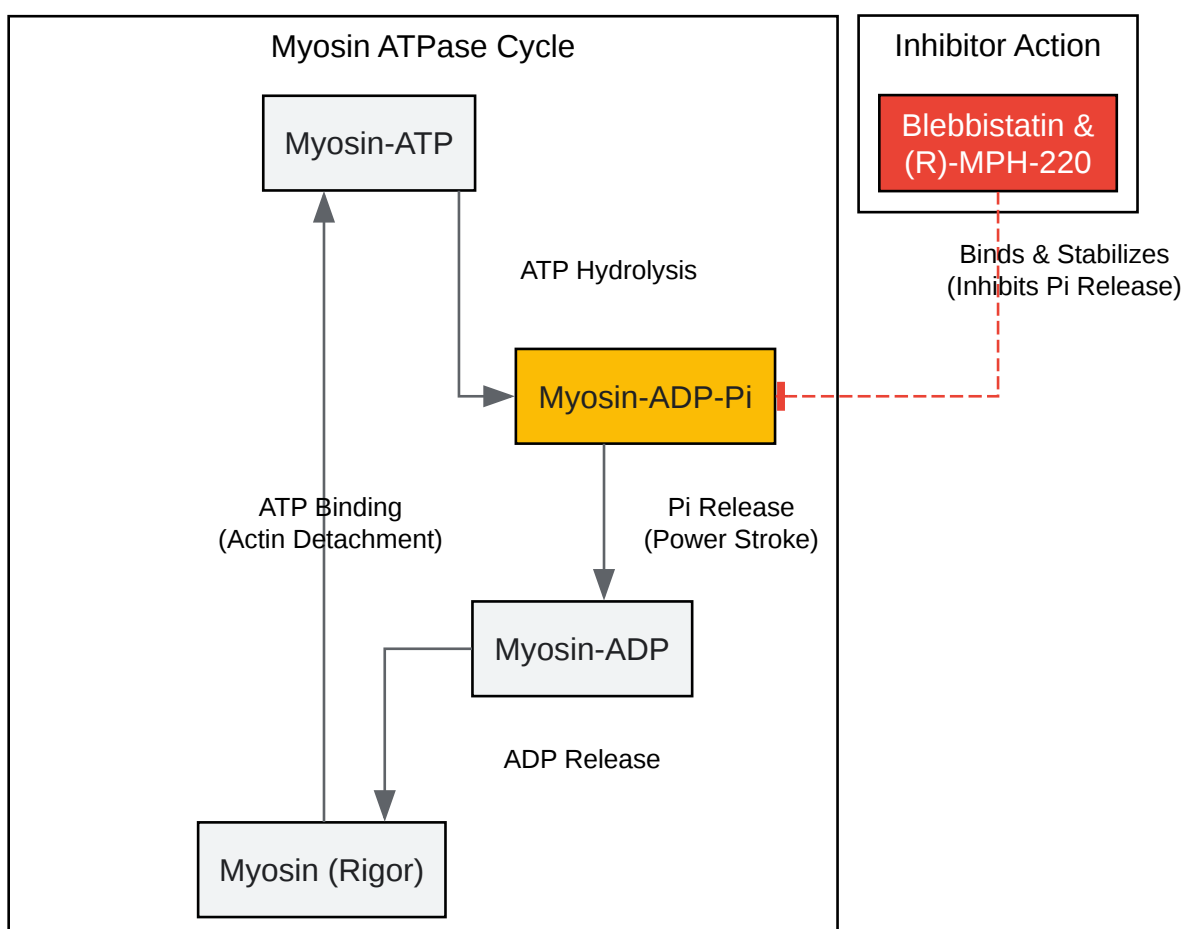 Myosin ATPase Cycle
Inhibitor Action
Myosin-ATP
Blebbistatin &
(R)-MPH-220
ATP Hydrolysis
Binds & Stabilizes
(Inhibits Pi Release)
Myosin-ADP-Pi
ATP Binding
(Actin Detachment)
Pi Release
(Power Stroke)
Myosin-ADP
ADP Release
Myosin (Rigor)